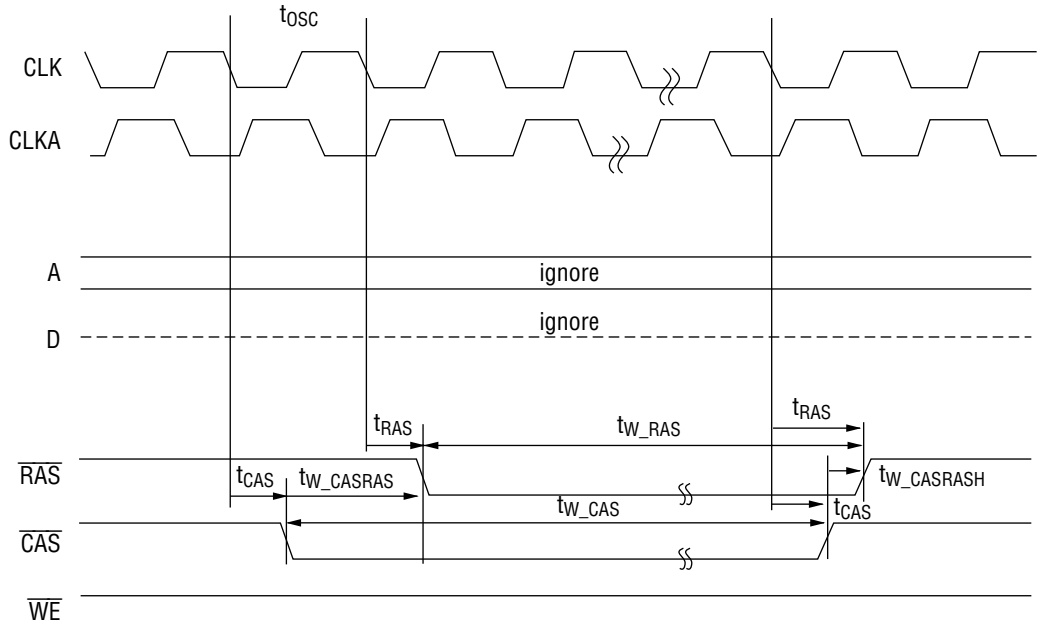 tOSC
CLK
CLKA
A
ignore
D
ignore
tRAS
tRAS
tW_RAS
RAS
tCAS
tW_CASRAS
tW_CASRASH
tW_CAS
tCAS
CAS
WE